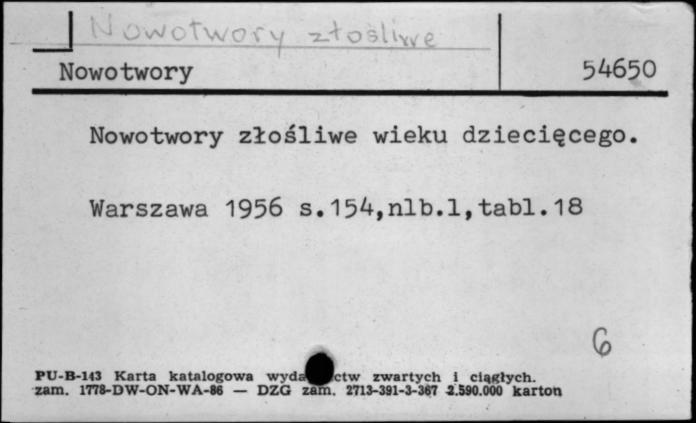 Nowotwory złośliwe
Nowotwory 54650
Nowotwory złośliwe wieku dziecięcego.
Warszawa 1956 s.154,nlb.1,tabl.18
6
PU-B-143 Karta katalogowa wyda ctw zwartych i ciągłych.
zam. 1778-DW-ON-WA-86 — DZG zam. 2713-391-3-367 2.590.000 karton